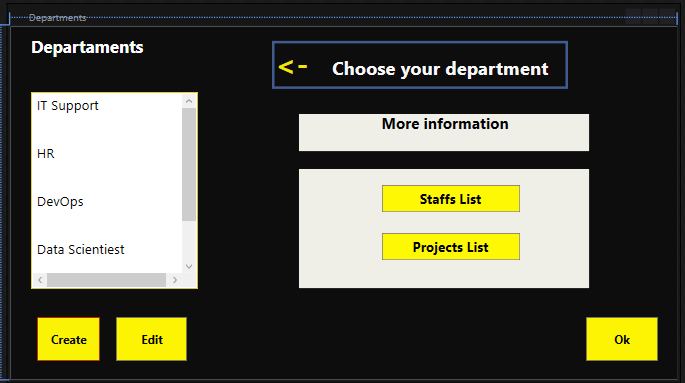 Departments
Departaments
<- Choose your department
IT Support
HR
DevOps
Data Scientiest
More information
Staffs List
Projects List
Create
Edit
Ok